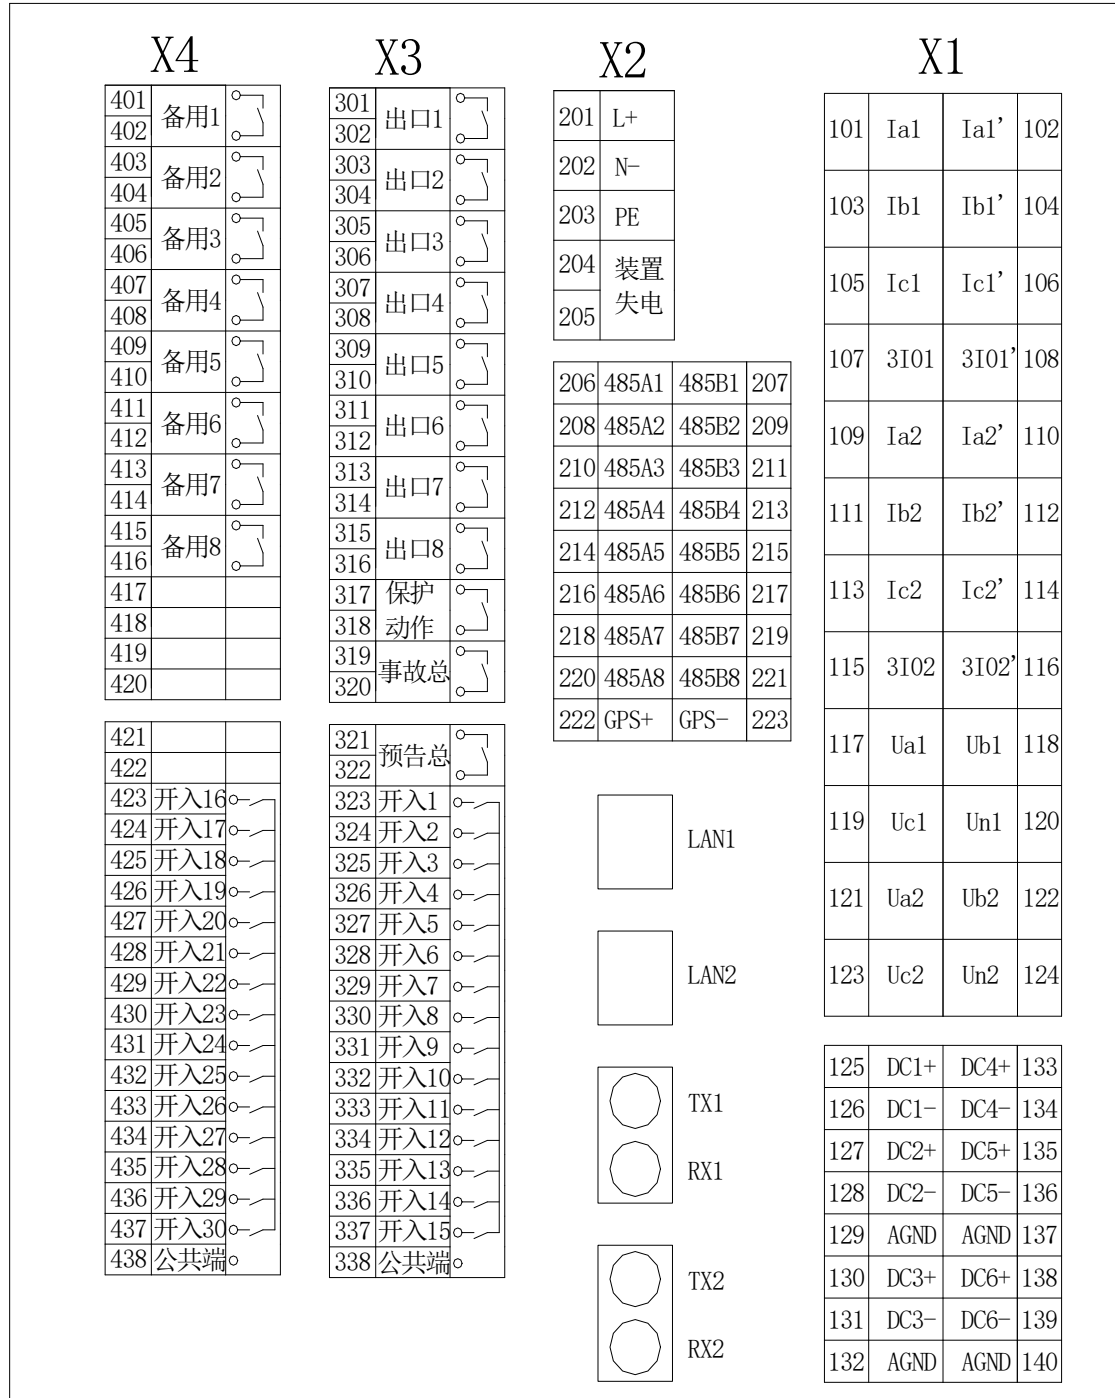 X4
401 备用1
402
403 备用2
404
405 备用3
406
407 备用4
408
409 备用5
410
411 备用6
412
413 备用7
414
415 备用8
416
417
418
419
420
421
422
423 开入16
424 开入17
425 开入18
426 开入19
427 开入20
428 开入21
429 开入22
430 开入23
431 开入24
432 开入25
433 开入26
434 开入27
435 开入28
436 开入29
437 开入30
438 公共端
X3
301 出口1
302
303 出口2
304
305 出口3
306
307 出口4
308
309 出口5
310
311 出口6
312
313 出口7
314
315 出口8
316
317 保护
318 动作
319 事故总
320
321 预告总
322
323 开入1
324 开入2
325 开入3
326 开入4
327 开入5
328 开入6
329 开入7
330 开入8
331 开入9
332 开入10
333 开入11
334 开入12
335 开入13
336 开入14
337 开入15
338 公共端
X2
201 L+
202 N-
203 PE
204 装置
205 失电
206 485A1 485B1 207
208 485A2 485B2 209
210 485A3 485B3 211
212 485A4 485B4 213
214 485A5 485B5 215
216 485A6 485B6 217
218 485A7 485B7 219
220 485A8 485B8 221
222 GPS+ GPS- 223
LAN1
LAN2
TX1
RX1
TX2
RX2
X1
101 Ia1 Ia1’ 102
103 Ib1 Ib1’ 104
105 Ic1 Ic1’ 106
107 3I01 3I01’ 108
109 Ia2 Ia2’ 110
111 Ib2 Ib2’ 112
113 Ic2 Ic2’ 114
115 3I02 3I02’ 116
117 Ua1 Ub1 118
119 Uc1 Un1 120
121 Ua2 Ub2 122
123 Uc2 Un2 124
125 DC1+ DC4+ 133
126 DC1- DC4- 134
127 DC2+ DC5+ 135
128 DC2- DC5- 136
129 AGND AGND 137
130 DC3+ DC6+ 138
131 DC3- DC6- 139
132 AGND AGND 140